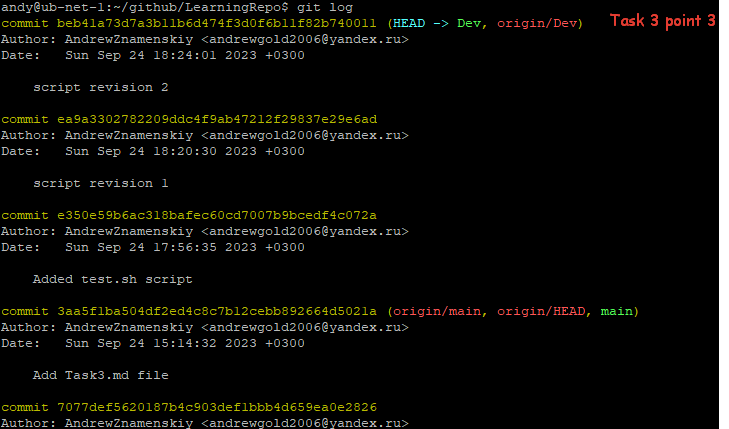 andy@ub-net-1:~/github/LearningRepo$ git log
commit beb41a73d7a3b11b6d474f3d0f6b11f82b740011 (HEAD -> Dev, origin/Dev)
Task 3 point 3
Author: AndrewZnamenskiy <andrewgold2006@yandex.ru>
Date:   Sun Sep 24 18:24:01 2023 +0300
script revision 2
commit ea9a3302782209ddc4f9ab47212f29837e29e6ad
Author: AndrewZnamenskiy <andrewgold2006@yandex.ru>
Date:   Sun Sep 24 18:20:30 2023 +0300
script revision 1
commit e350e59b6ac318bafec60cd7007b9bcedf4c072a
Author: AndrewZnamenskiy <andrewgold2006@yandex.ru>
Date:   Sun Sep 24 17:56:35 2023 +0300
Added test.sh script
commit 3aa5f1ba504df2ed4c8c7b12cebb892664d5021a (origin/main, origin/HEAD, main)
Author: AndrewZnamenskiy <andrewgold2006@yandex.ru>
Date:   Sun Sep 24 15:14:32 2023 +0300
Add Task3.md file
commit 7077def5620187b4c903def1bbb4d659ea0e2826
Author: AndrewZnamenskiy <andrewgold2006@yandex.ru>